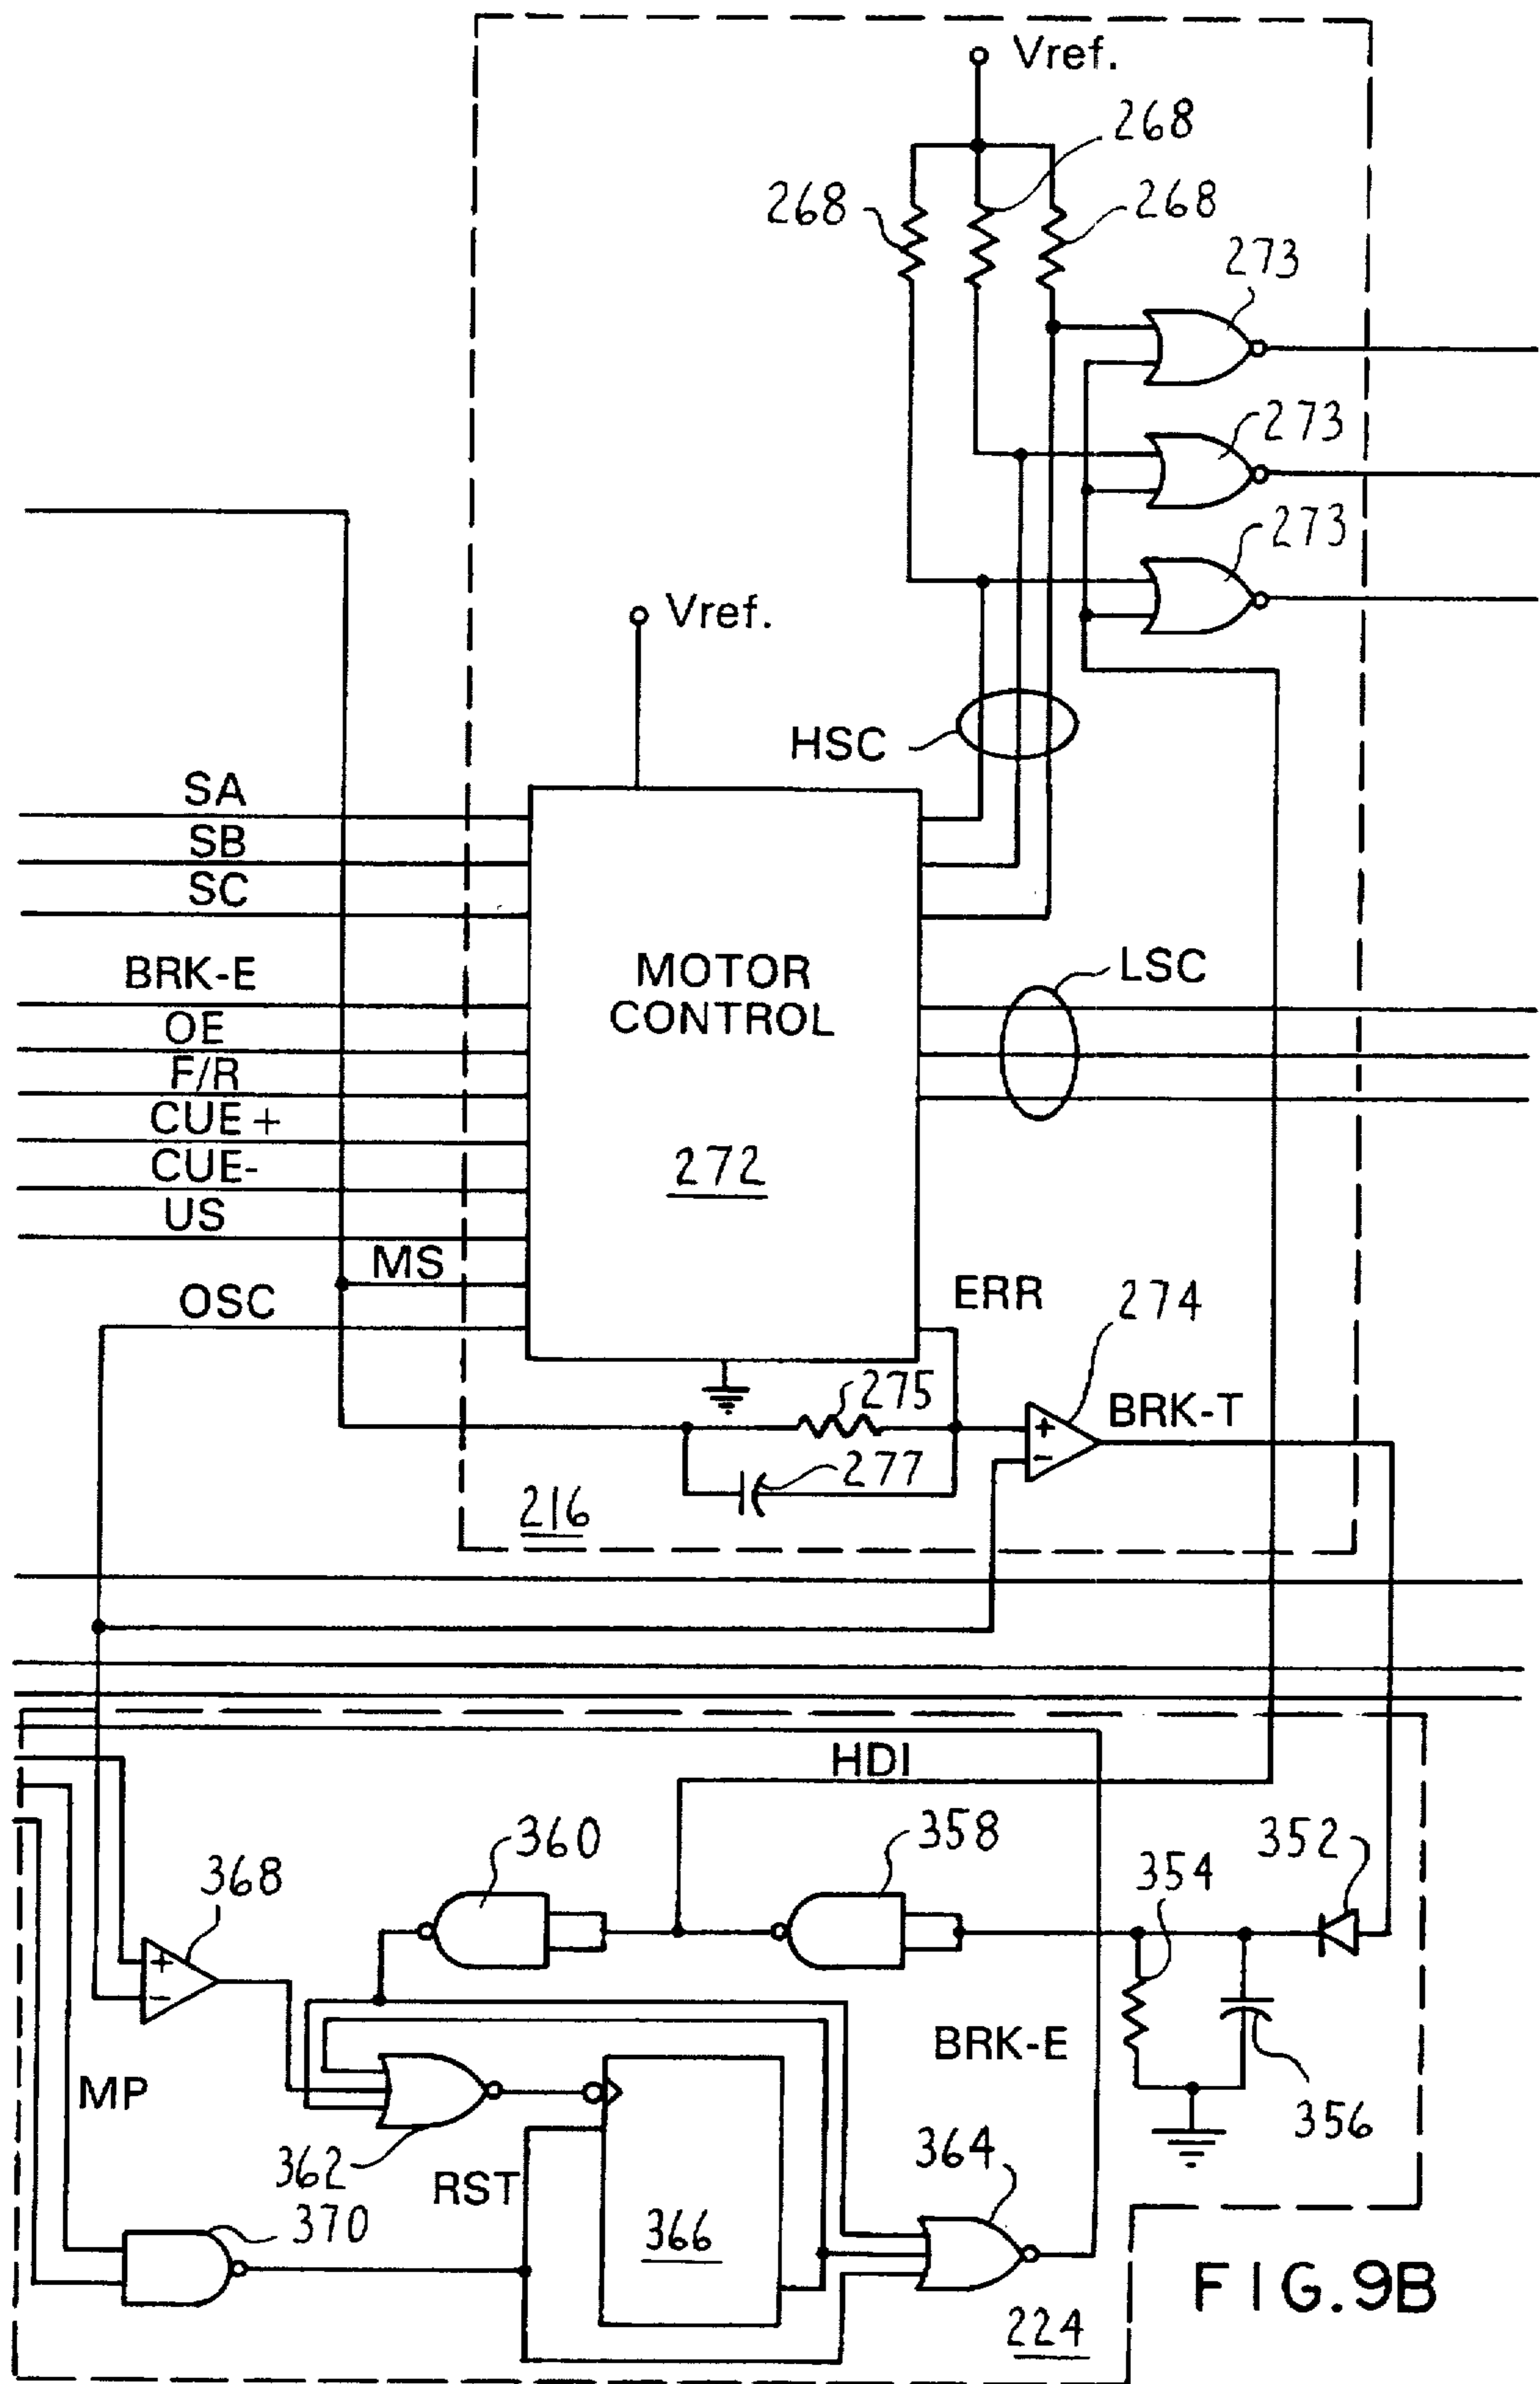 Vref.
268
268
268
273
273
273
Vref.
HSC
SA
SB
SC
BRK-E
OE
F/R
CUE +
CUE-
US
MS
OSC
MOTOR
CONTROL
272
LSC
ERR
274
275
BRK-T
277
216
HDI
360
358
352
354
368
BRK-E
MP
356
362
RST
364
370
366
224
FIG.9B